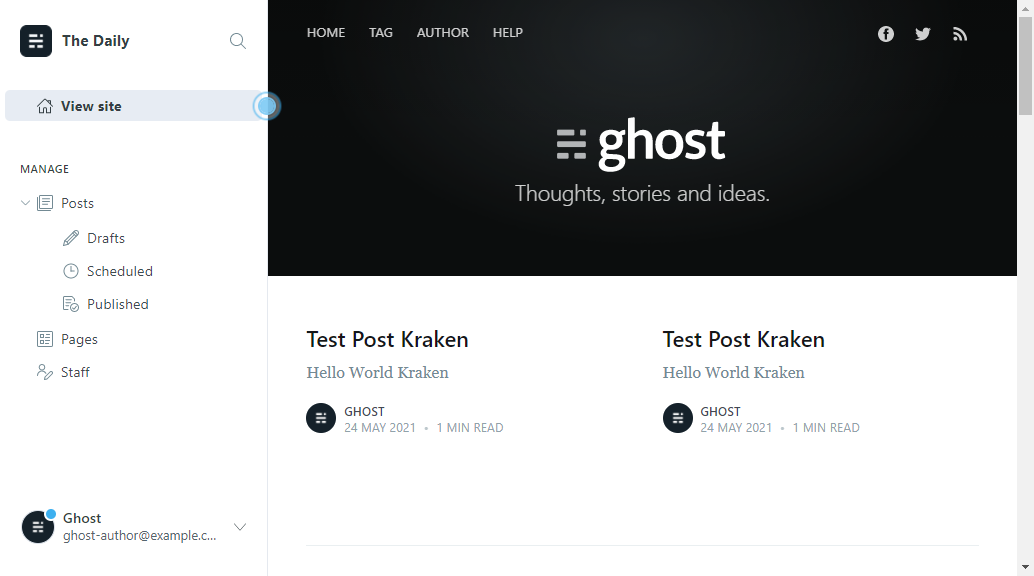 The Daily
View site
MANAGE
Posts
Drafts
Scheduled
Published
Pages
Staff
Ghost
ghost-author@example.c...
HOME TAG AUTHOR HELP
ghost
Thoughts, stories and ideas.
Test Post Kraken
Hello World Kraken
GHOST
24 MAY 2021 • 1 MIN READ
Test Post Kraken
Hello World Kraken
GHOST
24 MAY 2021 • 1 MIN READ